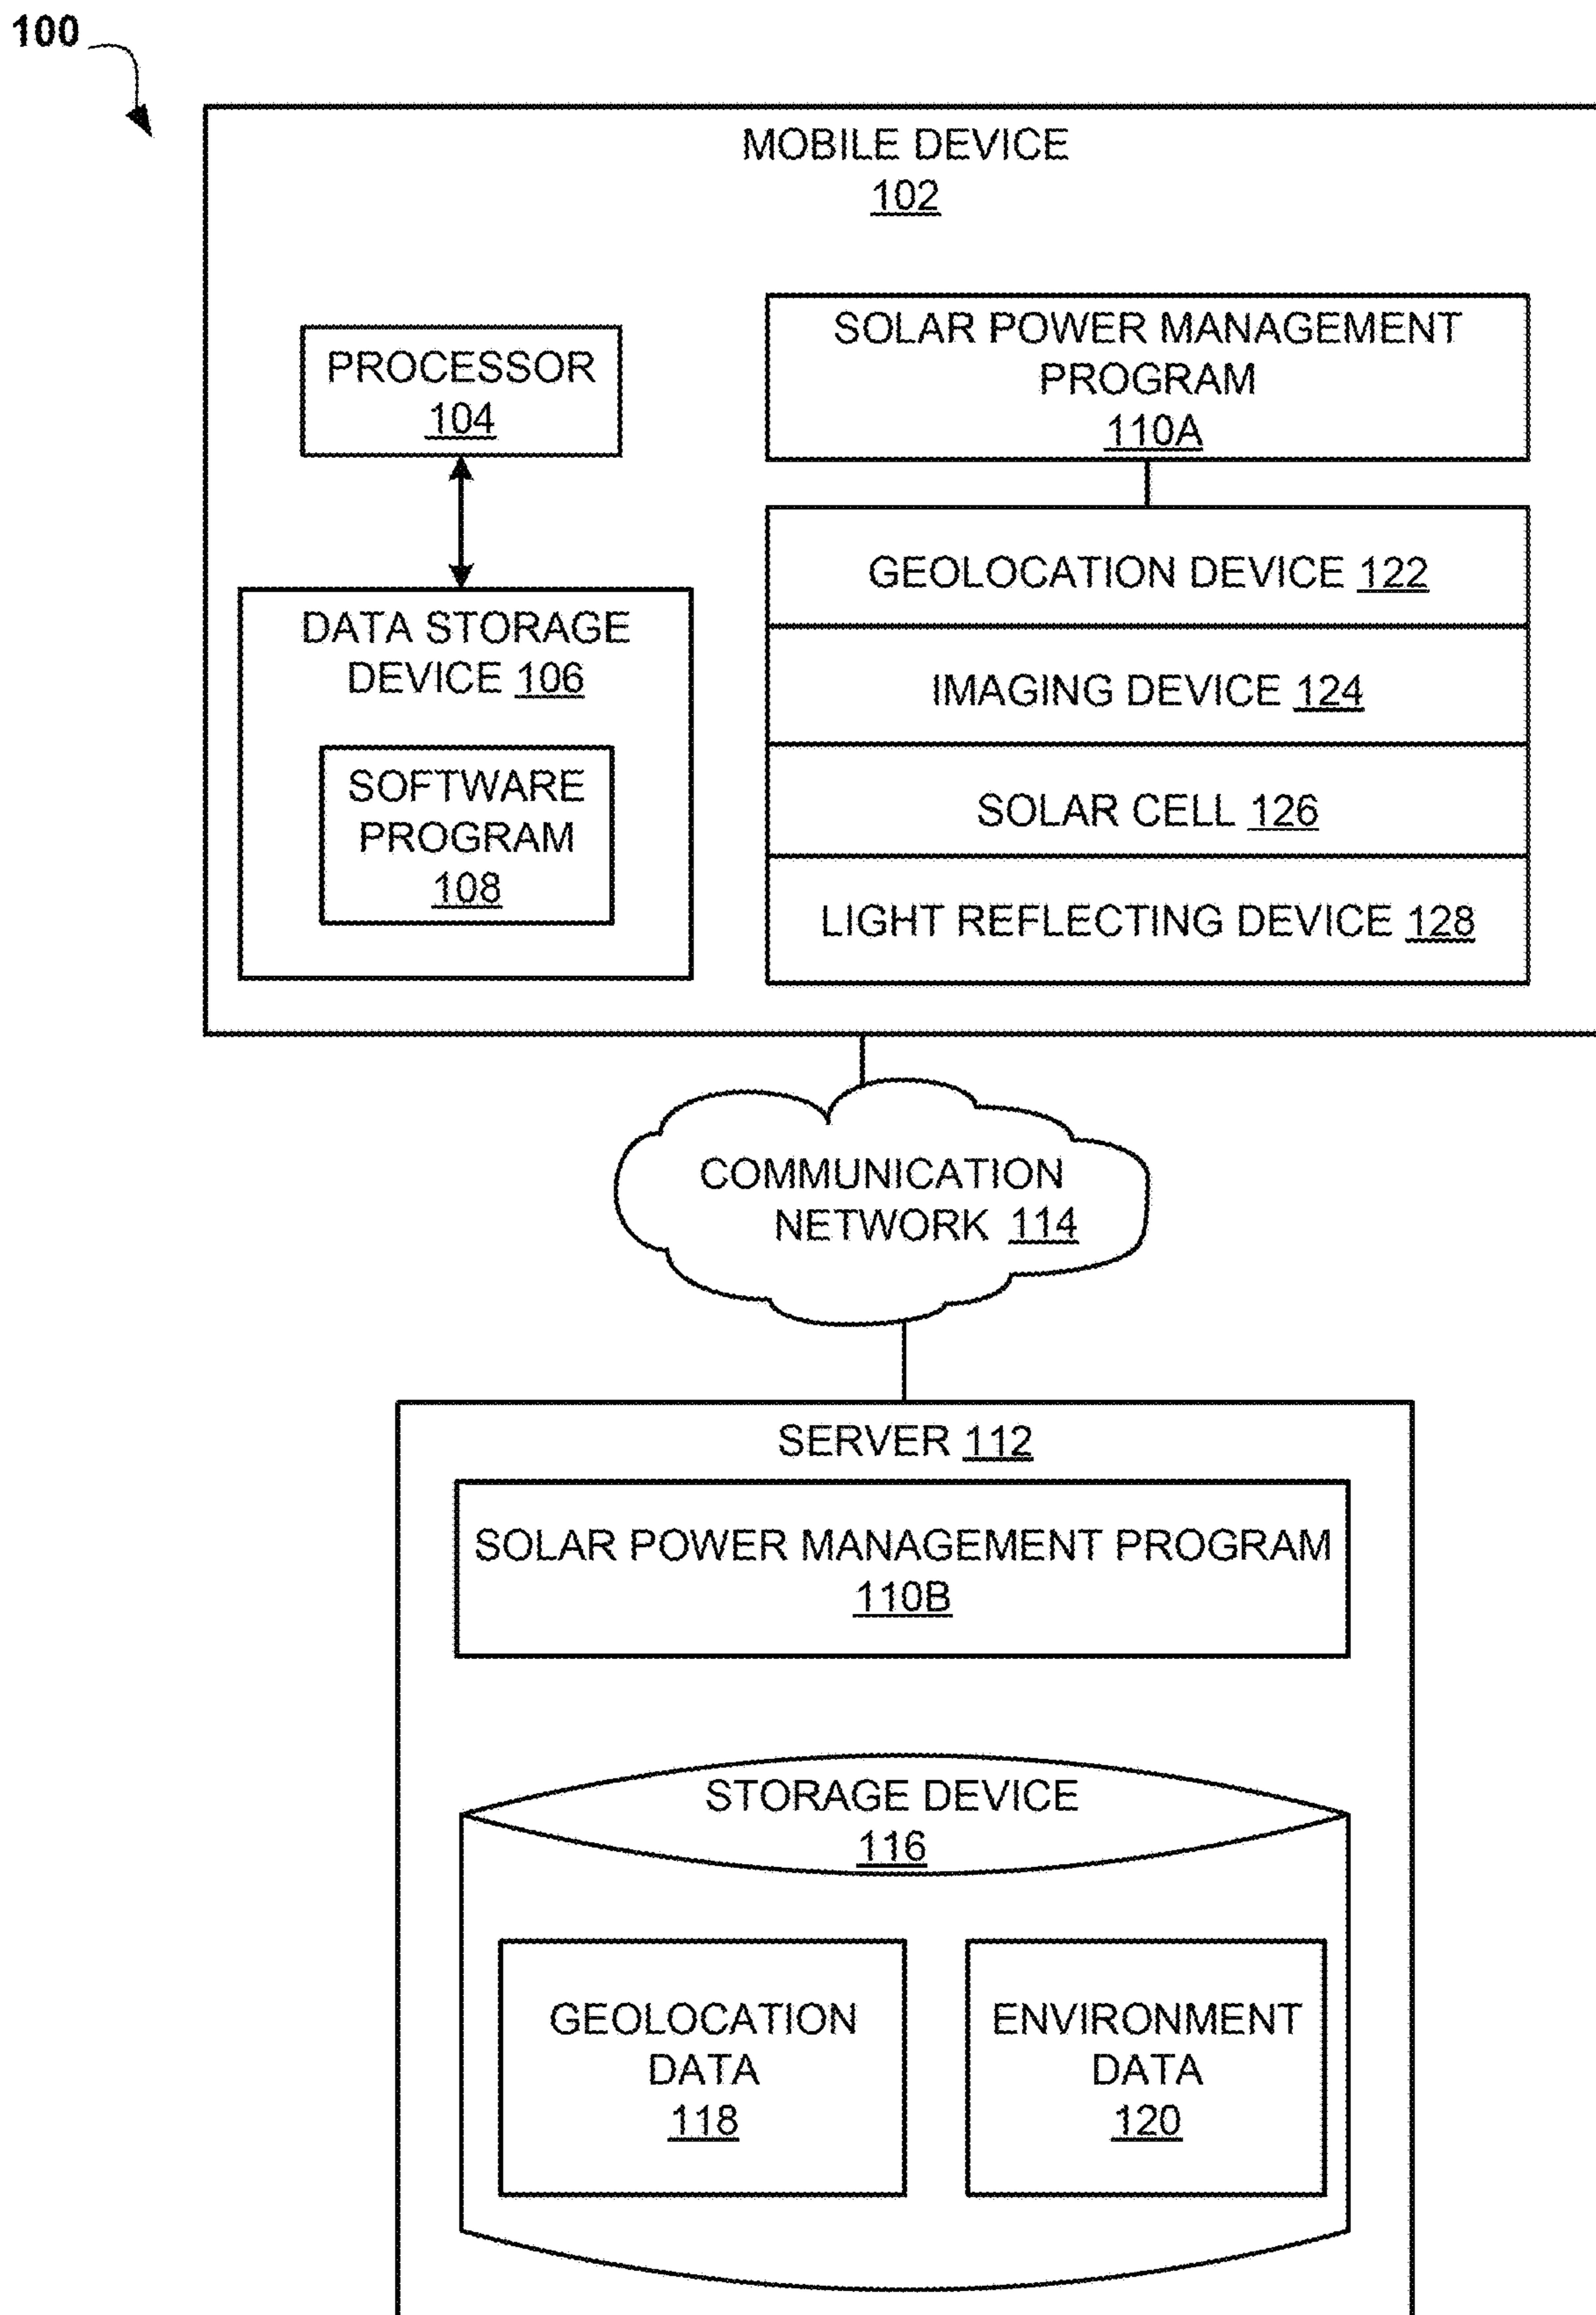 100
MOBILE DEVICE
102
PROCESSOR
104
DATA STORAGE
DEVICE 106
SOFTWARE
PROGRAM
108
SOLAR POWER MANAGEMENT
PROGRAM
110A
GEOLOCATION DEVICE 122
IMAGING DEVICE 124
SOLAR CELL 126
LIGHT REFLECTING DEVICE 128
COMMUNICATION
NETWORK 114
SERVER 112
SOLAR POWER MANAGEMENT PROGRAM
110B
STORAGE DEVICE
116
GEOLOCATION
DATA
118
ENVIRONMENT
DATA
120